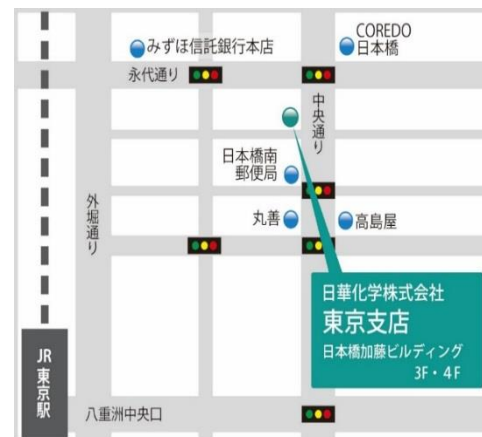 COREDO
日本橋
みずほ信託銀行本店
永代通り
中央通り
日本橋南
郵便局
外堀通り
丸善
高島屋
日華化学株式会社
東京支店
日本橋加藤ビルディング
3F・4F
JR
東京駅
八重洲中央口